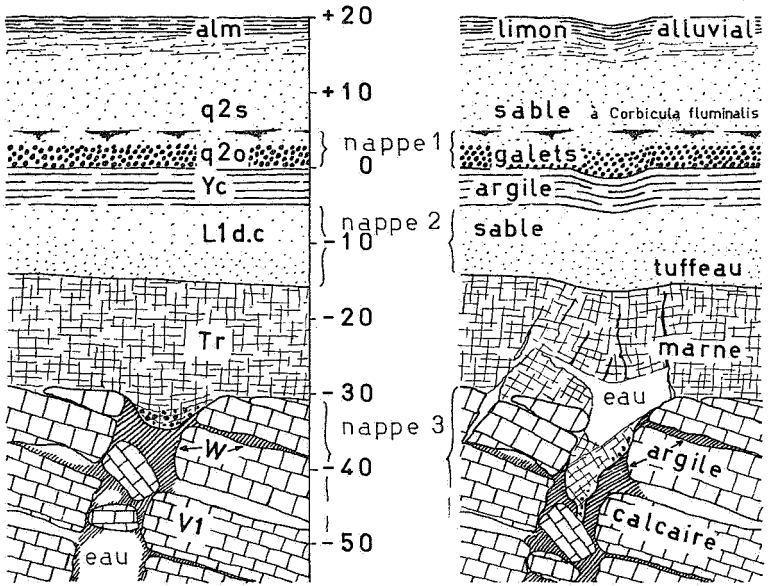 +20
alm
limon alluvial
+10
q2s
sable à Corbicula fluminalis
nappe 1
q2o
galets
0
Yc
argile
nappe 2
L1d.c
sable
-10
tuffeau
-20
Tr
marne
-30
eau
nappe 3
W
argile
-40
V1
calcaire
-50
eau